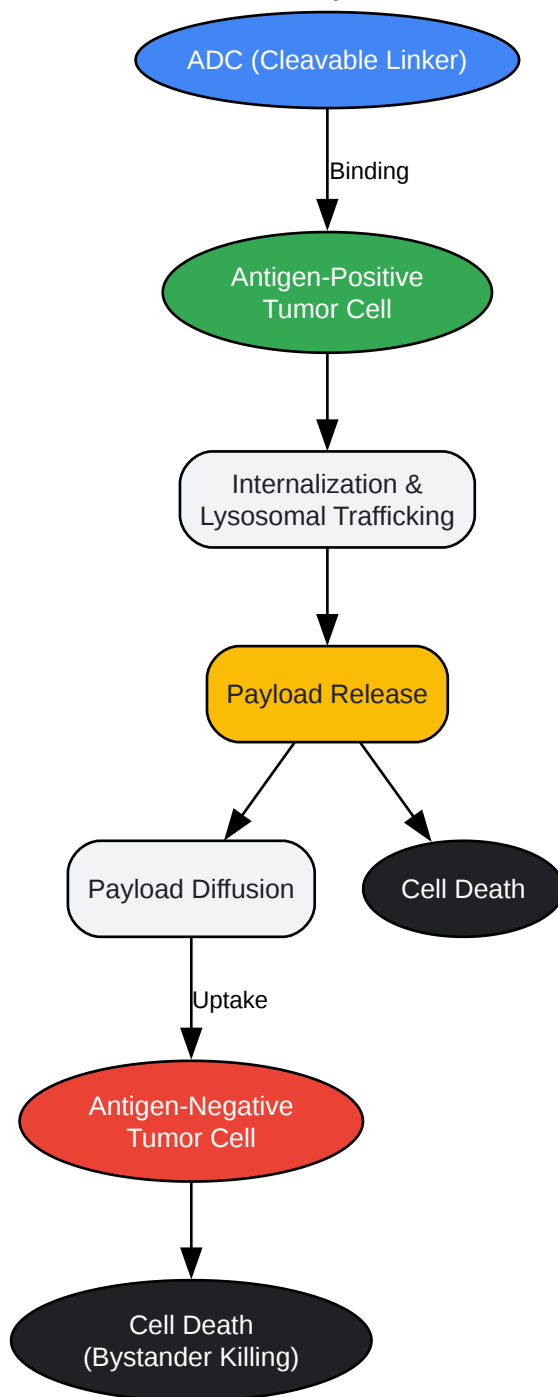 ADC (Cleavable Linker)
Binding
Antigen-Positive
Tumor Cell
Internalization &
Lysosomal Trafficking
Payload Release
Payload Diffusion
Cell Death
Uptake
Antigen-Negative
Tumor Cell
Cell Death
(Bystander Killing)